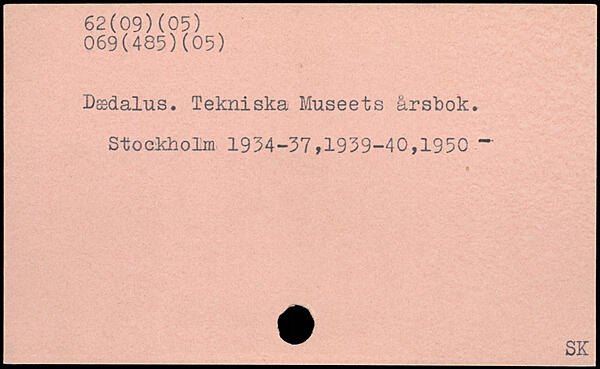 62(09)(05)
069(485)(05)
Dædalus. Tekniska Museets årsbok.
Stockholm 1934-37,1939-40,1950 -
SK